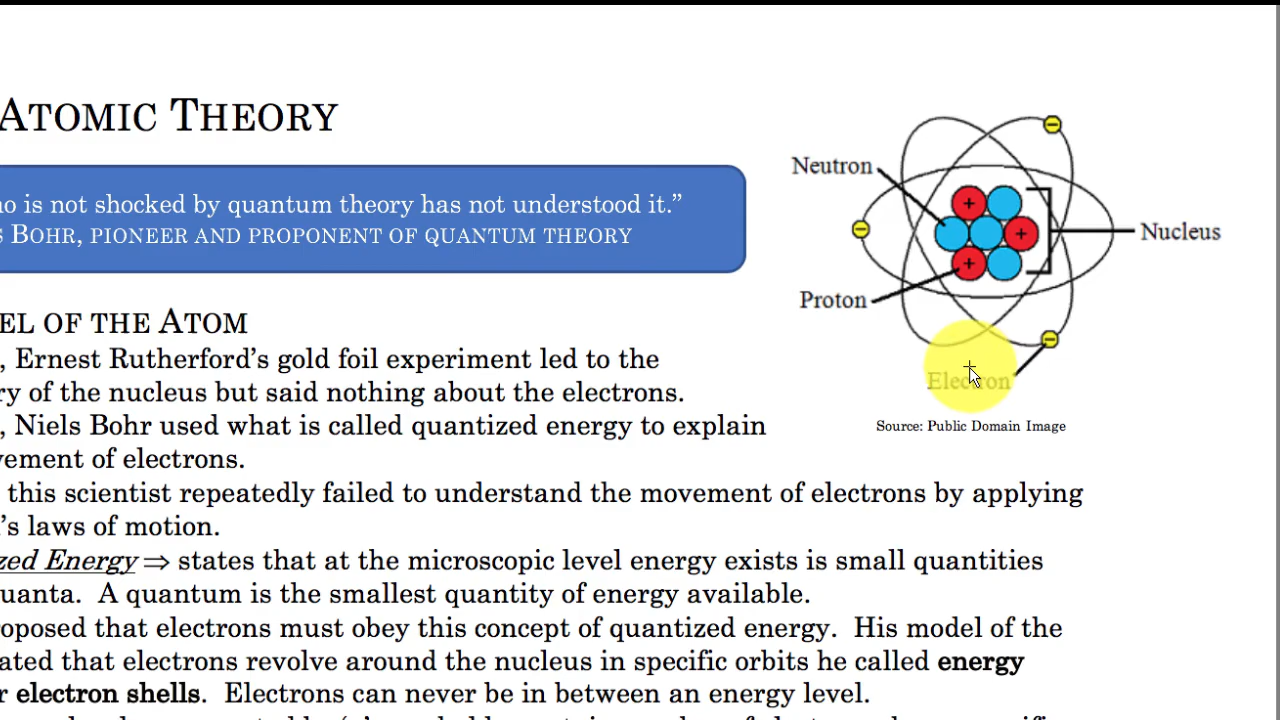 ATOMIC THEORY
o is not shocked by quantum theory has not understood it.”
S BOHR, PIONEER AND PROPONENT OF QUANTUM THEORY
EL OF THE ATOM
, Ernest Rutherford’s gold foil experiment led to the
ry of the nucleus but said nothing about the electrons.
, Niels Bohr used what is called quantized energy to explain
vement of electrons.
this scientist repeatedly failed to understand the movement of electrons by applying
’s laws of motion.
zed Energy ⇒ states that at the microscopic level energy exists is small quantities
uanta. A quantum is the smallest quantity of energy available.
roposed that electrons must obey this concept of quantized energy. His model of the
ated that electrons revolve around the nucleus in specific orbits he called energy
r electron shells. Electrons can never be in between an energy level.
Neutron
Nucleus
Proton
Electron
Source: Public Domain Image